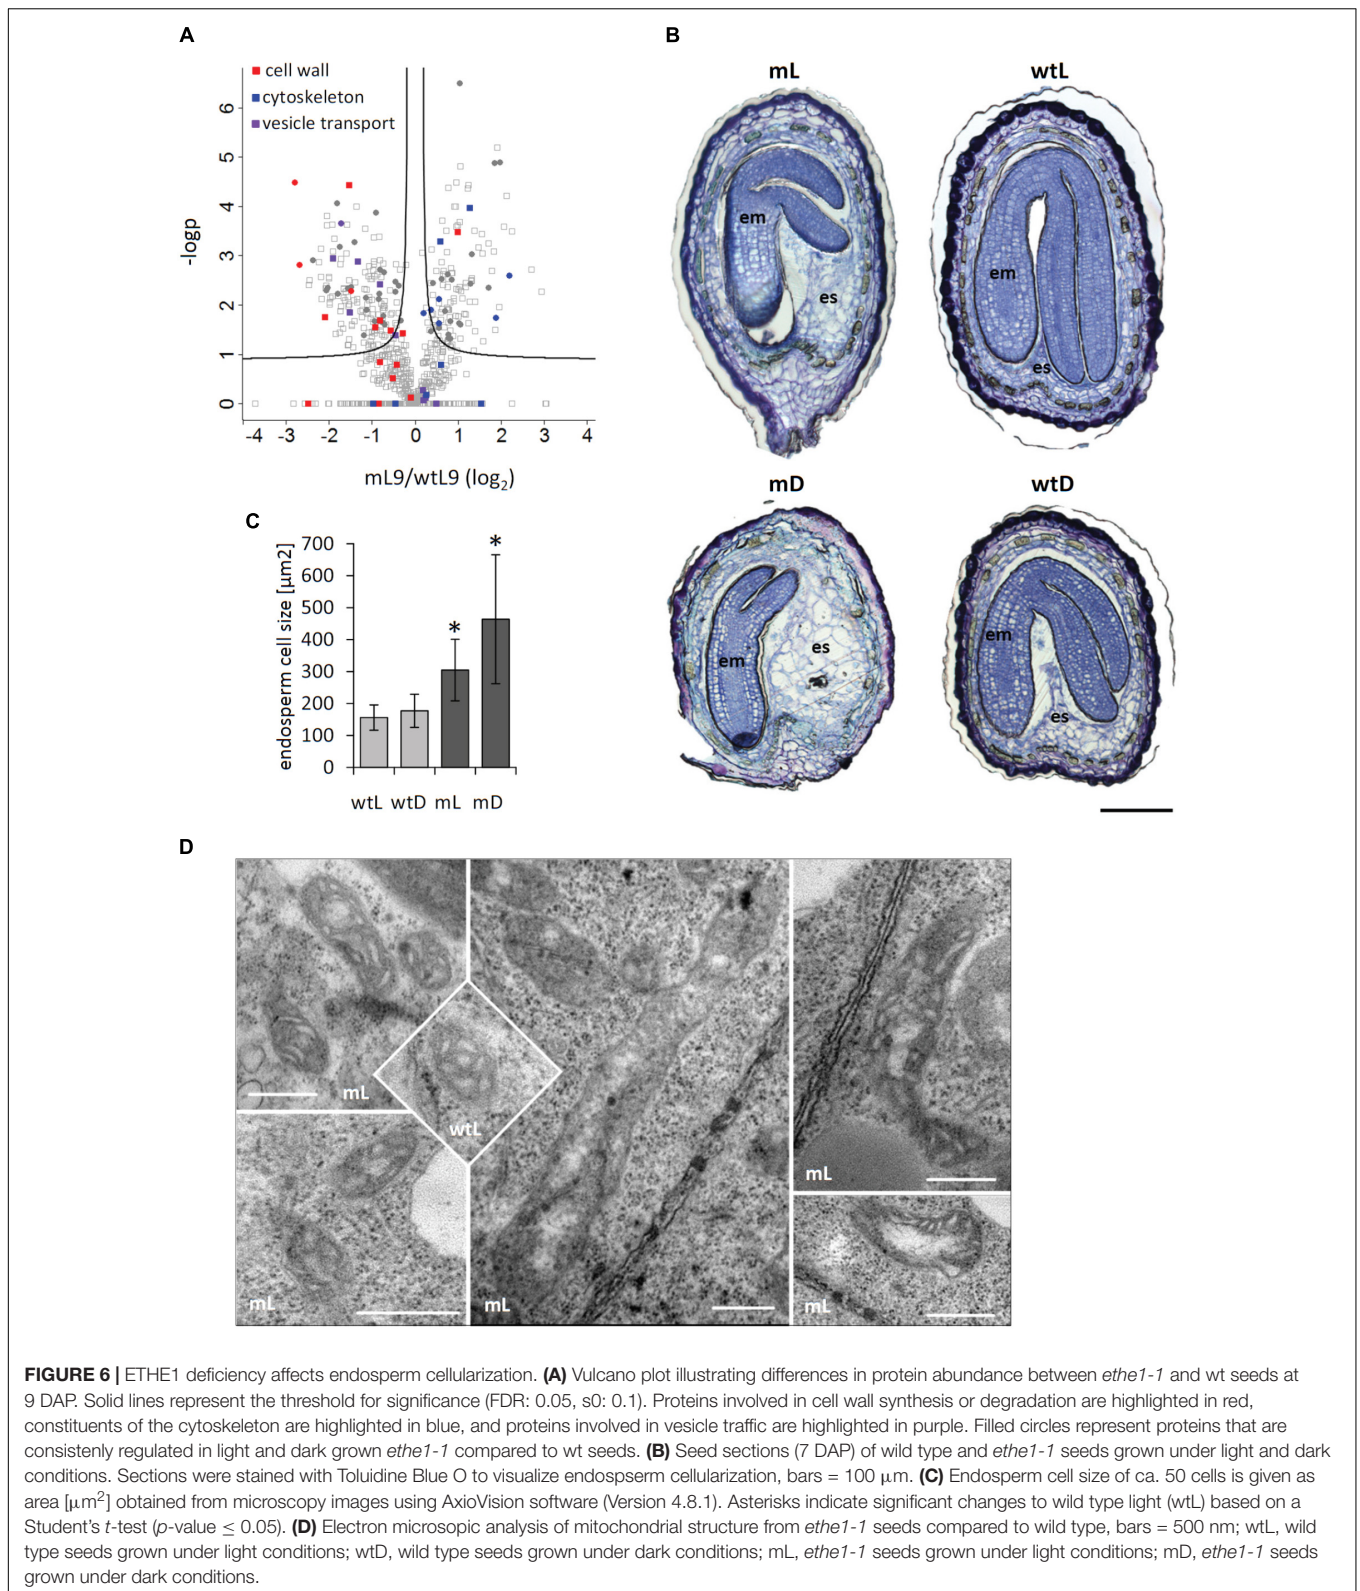 A
cell wall
cytoskeleton
vesicle transport
-logp
6
5
4
3
2
1
0
-4 -3 -2 -1 0 1 2 3 4
mL9/wtL9 (log2)
B
mL
wtL
em
es
em
es
mD
wtD
em
es
em
es
C
endosperm cell size [µm2]
700
600
500
400
300
200
100
0
*
*
wtL wtD mL mD
D
mL
wtL
mL
mL
mL
mL
FIGURE 6 | ETHE1 deficiency affects endosperm cellularization. (A) Vulcano plot illustrating differences in protein abundance between ethe1-1 and wt seeds at
9 DAP. Solid lines represent the threshold for significance (FDR: 0.05, s0: 0.1). Proteins involved in cell wall synthesis or degradation are highlighted in red,
constituents of the cytoskeleton are highlighted in blue, and proteins involved in vesicle traffic are highlighted in purple. Filled circles represent proteins that are
consistenly regulated in light and dark grown ethe1-1 compared to wt seeds. (B) Seed sections (7 DAP) of wild type and ethe1-1 seeds grown under light and dark
conditions. Sections were stained with Toluidine Blue O to visualize endospserm cellularization, bars = 100 µm. (C) Endosperm cell size of ca. 50 cells is given as
area [µm2] obtained from microscopy images using AxioVision software (Version 4.8.1). Asterisks indicate significant changes to wild type light (wtL) based on a
Student's t-test (p-value ≤ 0.05). (D) Electron microsopic analysis of mitochondrial structure from ethe1-1 seeds compared to wild type, bars = 500 nm; wtL, wild
type seeds grown under light conditions; wtD, wild type seeds grown under dark conditions; mL, ethe1-1 seeds grown under light conditions; mD, ethe1-1 seeds
grown under dark conditions.